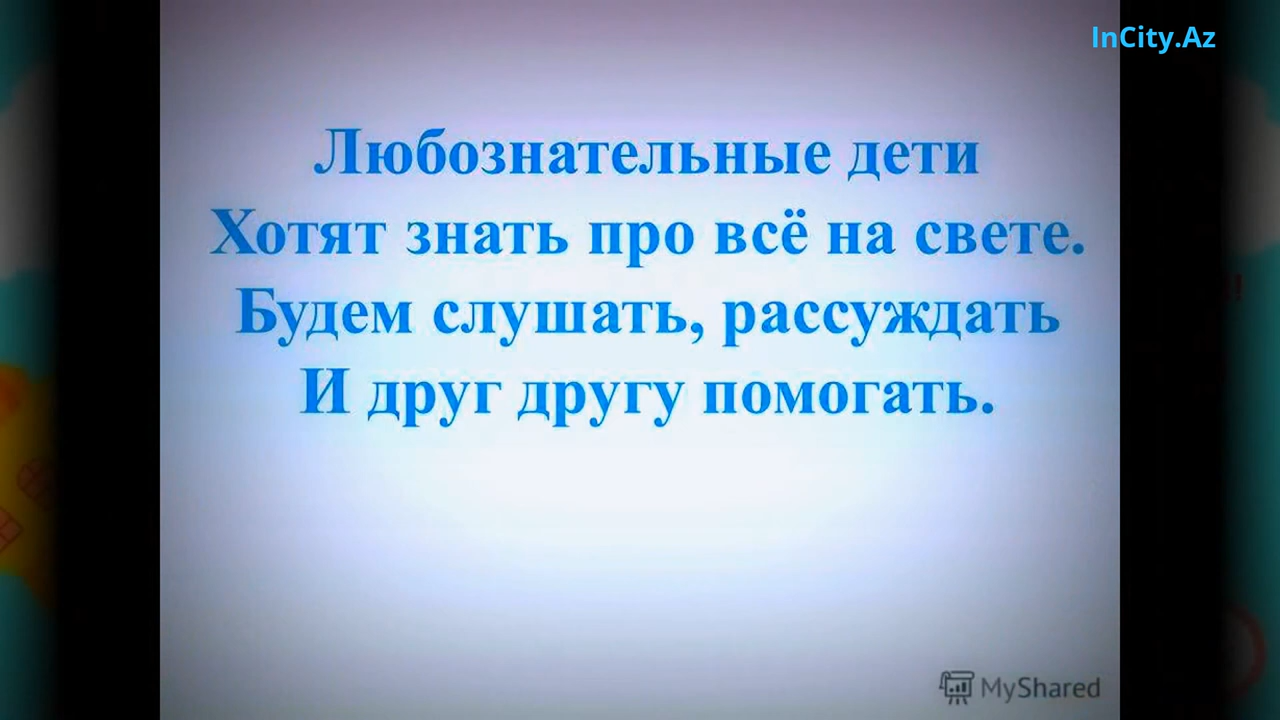 InCity.Az
Любознательные дети
Хотят знать про всё на свете.
Будем слушать, рассуждать
И друг другу помогать.
MyShared